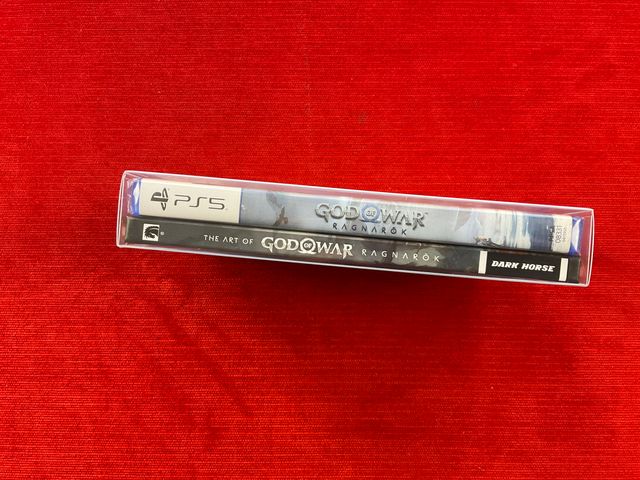 PS5
GOD OF WAR
RAGNARÖK
THE ART OF GOD OF WAR RAGNARÖK
DARK HORSE